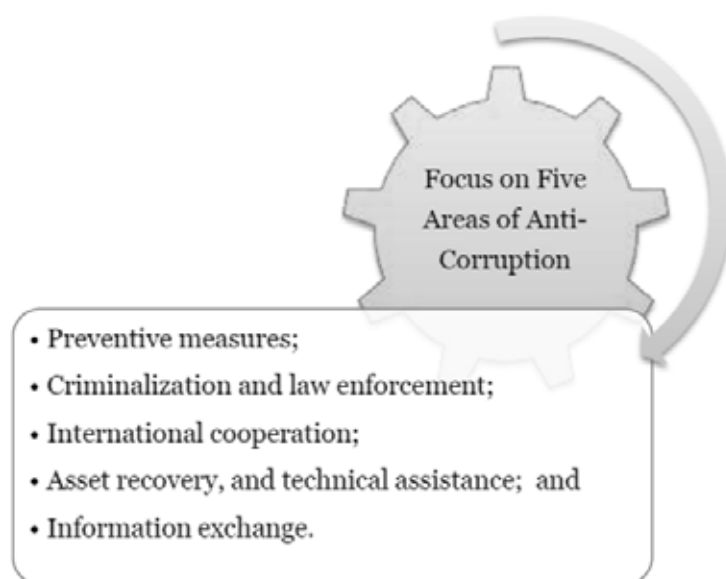 Focus on Five
Areas of Anti-
Corruption
• Preventive measures;
• Criminalization and law enforcement;
• International cooperation;
• Asset recovery, and technical assistance;  and
• Information exchange.